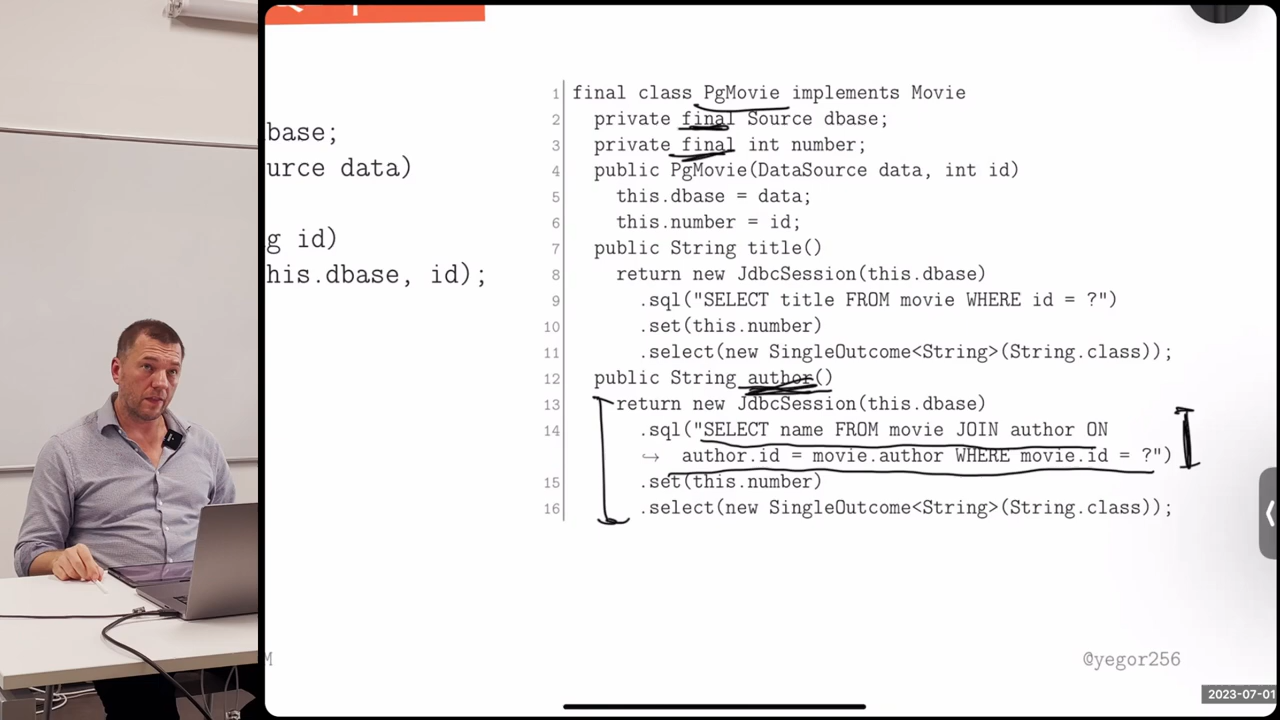 base;
urce data)
g id)
his.dbase, id);
1 final class PgMovie implements Movie
2 private final Source dbase;
3 private final int number;
4 public PgMovie(DataSource data, int id)
5 this.dbase = data;
6 this.number = id;
7 public String title()
8 return new JdbcSession(this.dbase)
9 .sql("SELECT title FROM movie WHERE id = ?")
10 .set(this.number)
11 .select(new SingleOutcome<String>(String.class));
12 public String author()
13 return new JdbcSession(this.dbase)
14 .sql("SELECT name FROM movie JOIN author ON
↪ author.id = movie.author WHERE movie.id = ?")
15 .set(this.number)
16 .select(new SingleOutcome<String>(String.class));
M
@yegor256
2023-07-01